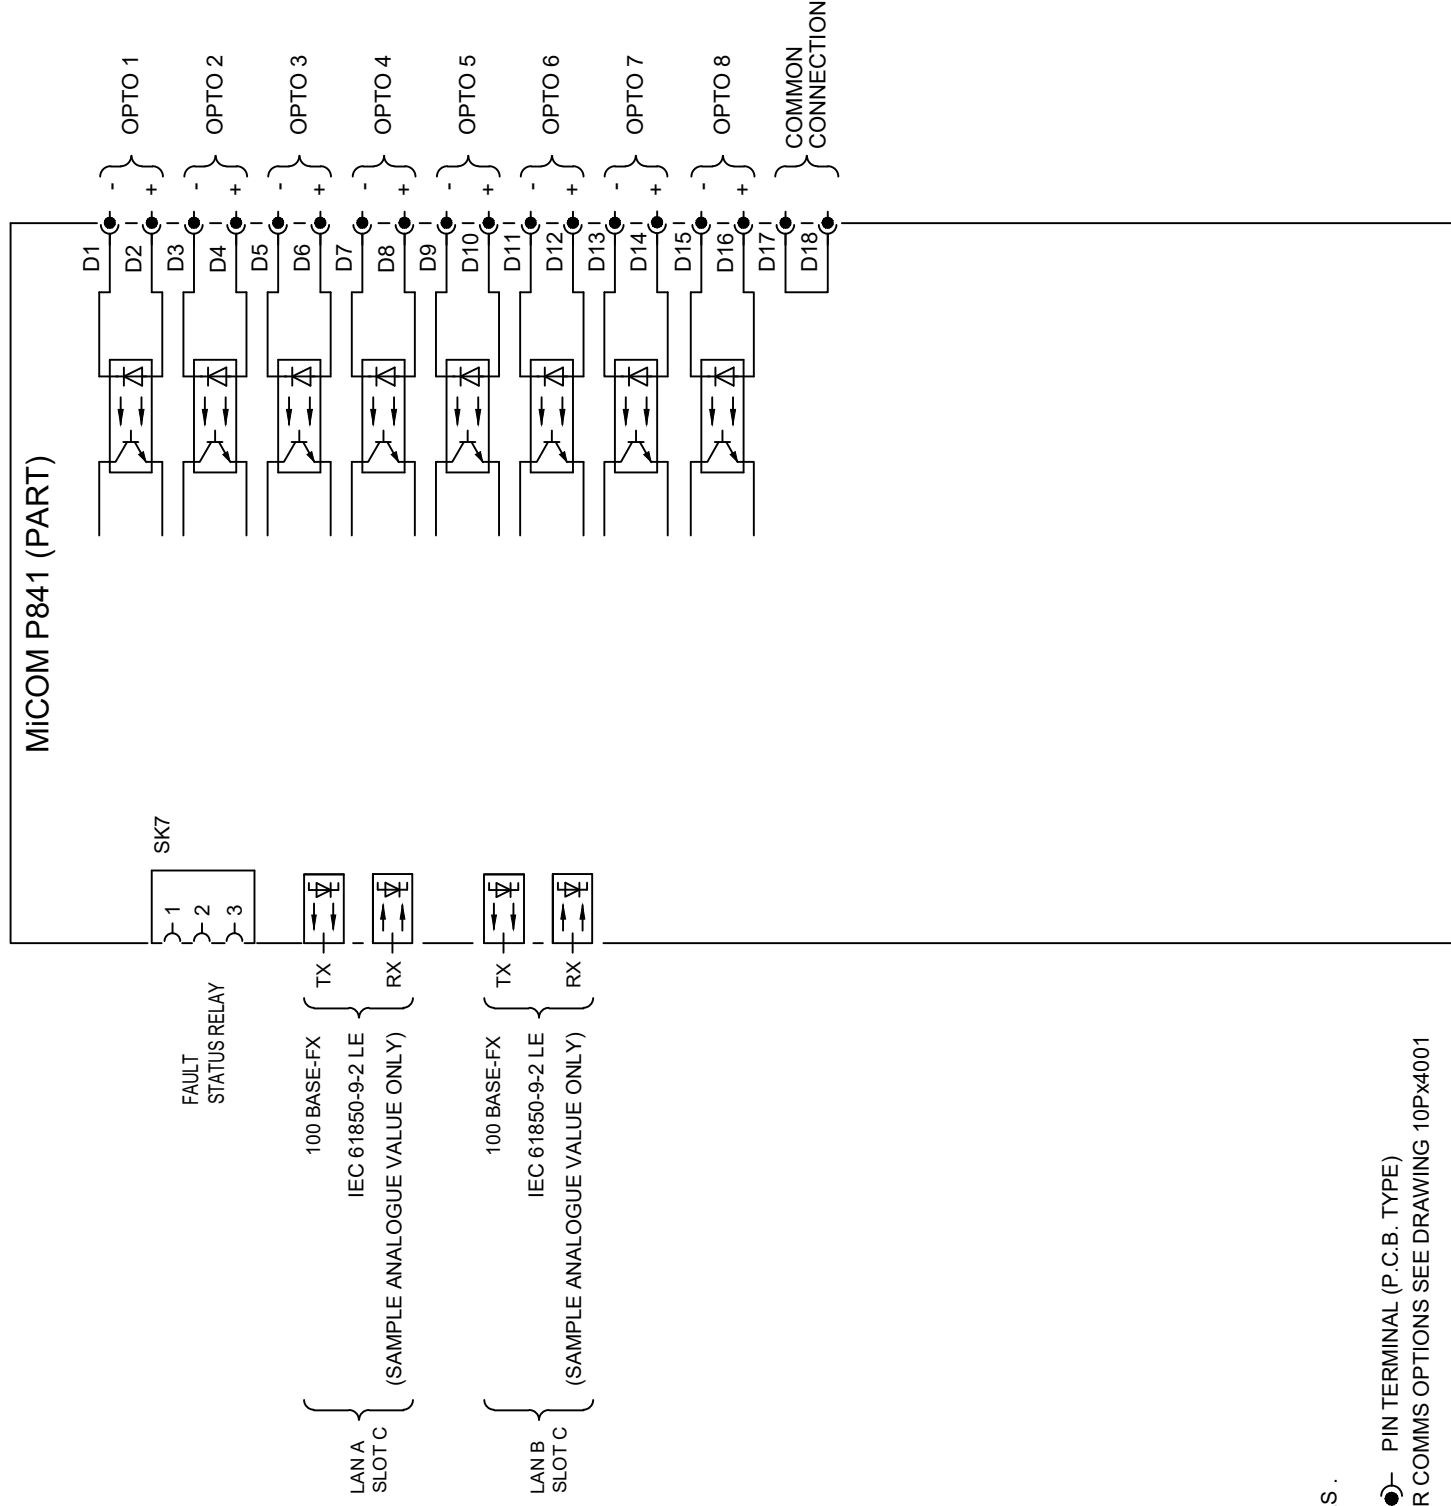 MiCOM P841 (PART)
D1
-
OPTO 1
D2
+
D3
-
OPTO 2
D4
+
D5
-
OPTO 3
D6
+
D7
-
OPTO 4
D8
+
D9
-
OPTO 5
D10
+
D11
-
OPTO 6
D12
+
D13
-
OPTO 7
D14
+
D15
-
OPTO 8
D16
+
D17
D18
COMMON
CONNECTION
SK7
1
2
3
FAULT
STATUS RELAY
TX
RX
100 BASE-FX
IEC 61850-9-2 LE
(SAMPLE ANALOGUE VALUE ONLY)
LAN A
SLOT C
TX
RX
100 BASE-FX
IEC 61850-9-2 LE
(SAMPLE ANALOGUE VALUE ONLY)
LAN B
SLOT C
S .
PIN TERMINAL (P.C.B. TYPE)
R COMMS OPTIONS SEE DRAWING 10Px4001